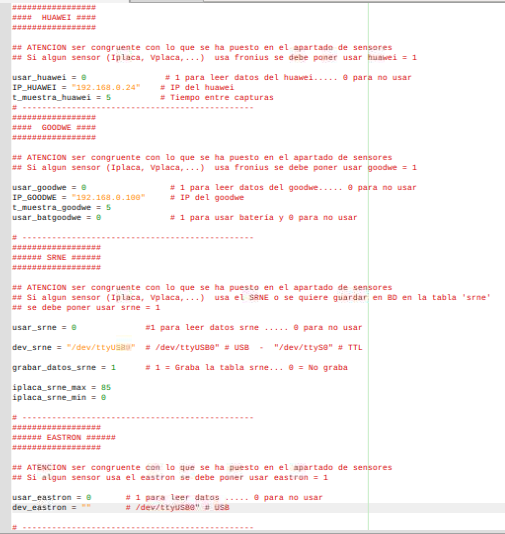 #################
####  HUAWEI ####
#################
## ATENCION ser congruente con lo que se ha puesto en el apartado de sensores
## Si algun sensor (Iplaca, Vplaca,...)  usa fronius se debe poner usar huawei = 1
usar_huawei = 0                # 1 para leer datos del huawei..... 0 para no usar
IP_HUAWEI = "192.168.0.24"    # IP del huawei
t_muestra_huawei = 5          # Tiempo entre capturas
# -----------------------------------------------
#################
####  GOODWE ####
#################
## ATENCION ser congruente con lo que se ha puesto en el apartado de sensores
## Si algun sensor (Iplaca, Vplaca,...)  usa fronius se debe poner usar goodwe = 1
usar_goodwe = 0                 # 1 para leer datos del goodwe..... 0 para no usar
IP_GOODWE = "192.168.0.100"     # IP del goodwe
t_muestra_goodwe = 5
usar_batgoodwe = 0              # 1 para usar bateria y 0 para no usar
# -----------------------------------------------
##################
###### SRNE ######
##################
## ATENCION ser congruente con lo que se ha puesto en el apartado de sensores
## Si algun sensor (Iplaca, Vplaca,...)  usa el SRNE o se quiere guardar en BD en la tabla 'srne'
## se debe poner usar srne = 1
usar_srne = 0              #1 para leer datos srne ..... 0 para no usar
dev_srne = "/dev/ttyUSB0"  # /dev/ttyUSB0" # USB  -  "/dev/ttyS0" # TTL
grabar_datos_srne = 1      # 1 = Graba la tabla srne... 0 = No graba
iplaca_srne_max = 85
iplaca_srne_min = 0
# -----------------------------------------------
##################
###### EASTRON ######
##################
## ATENCION ser congruente con lo que se ha puesto en el apartado de sensores
## Si algun sensor usa el eastron se debe poner usar eastron = 1
usar_eastron = 0       # 1 para leer datos ..... 0 para no usar
dev_eastron = ""       # /dev/ttyUSB0" # USB
# -----------------------------------------------